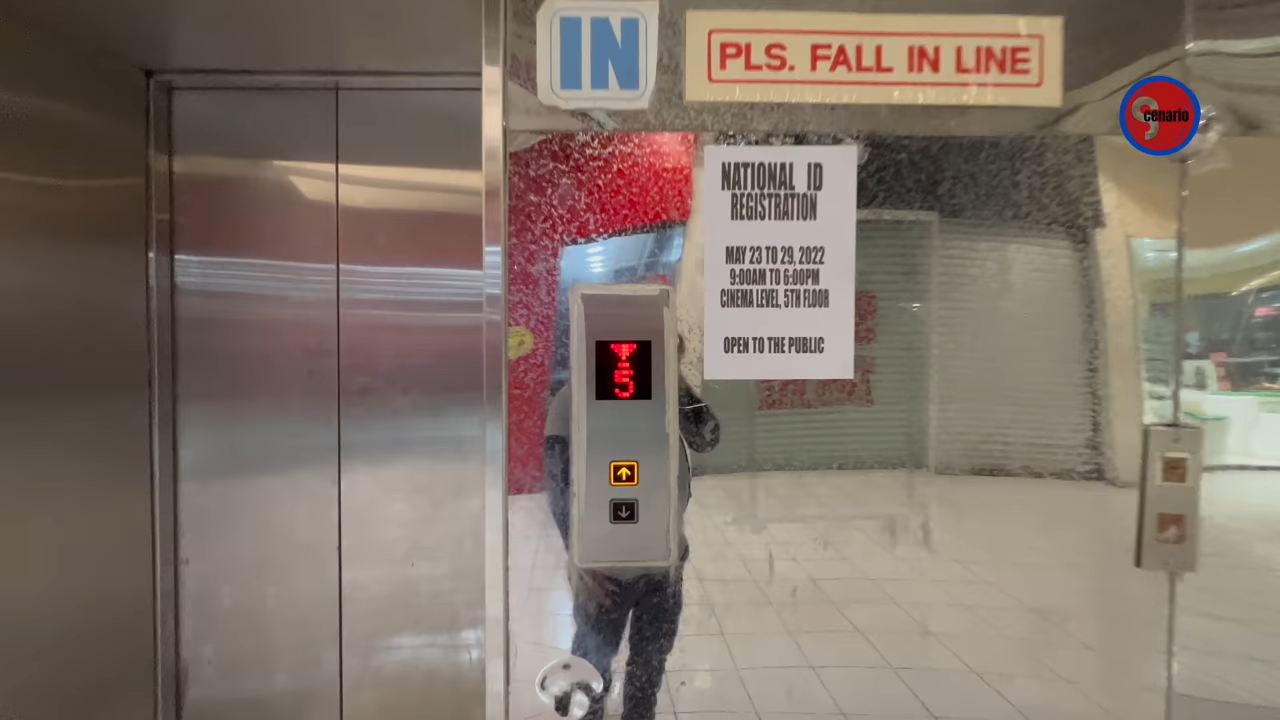 IN
PLS. FALL IN LINE
Scenario
NATIONAL ID
REGISTRATION
MAY 23 TO 29, 2022
9:00AM TO 6:00PM
CINEMA LEVEL, 5TH FLOOR
OPEN TO THE PUBLIC
5